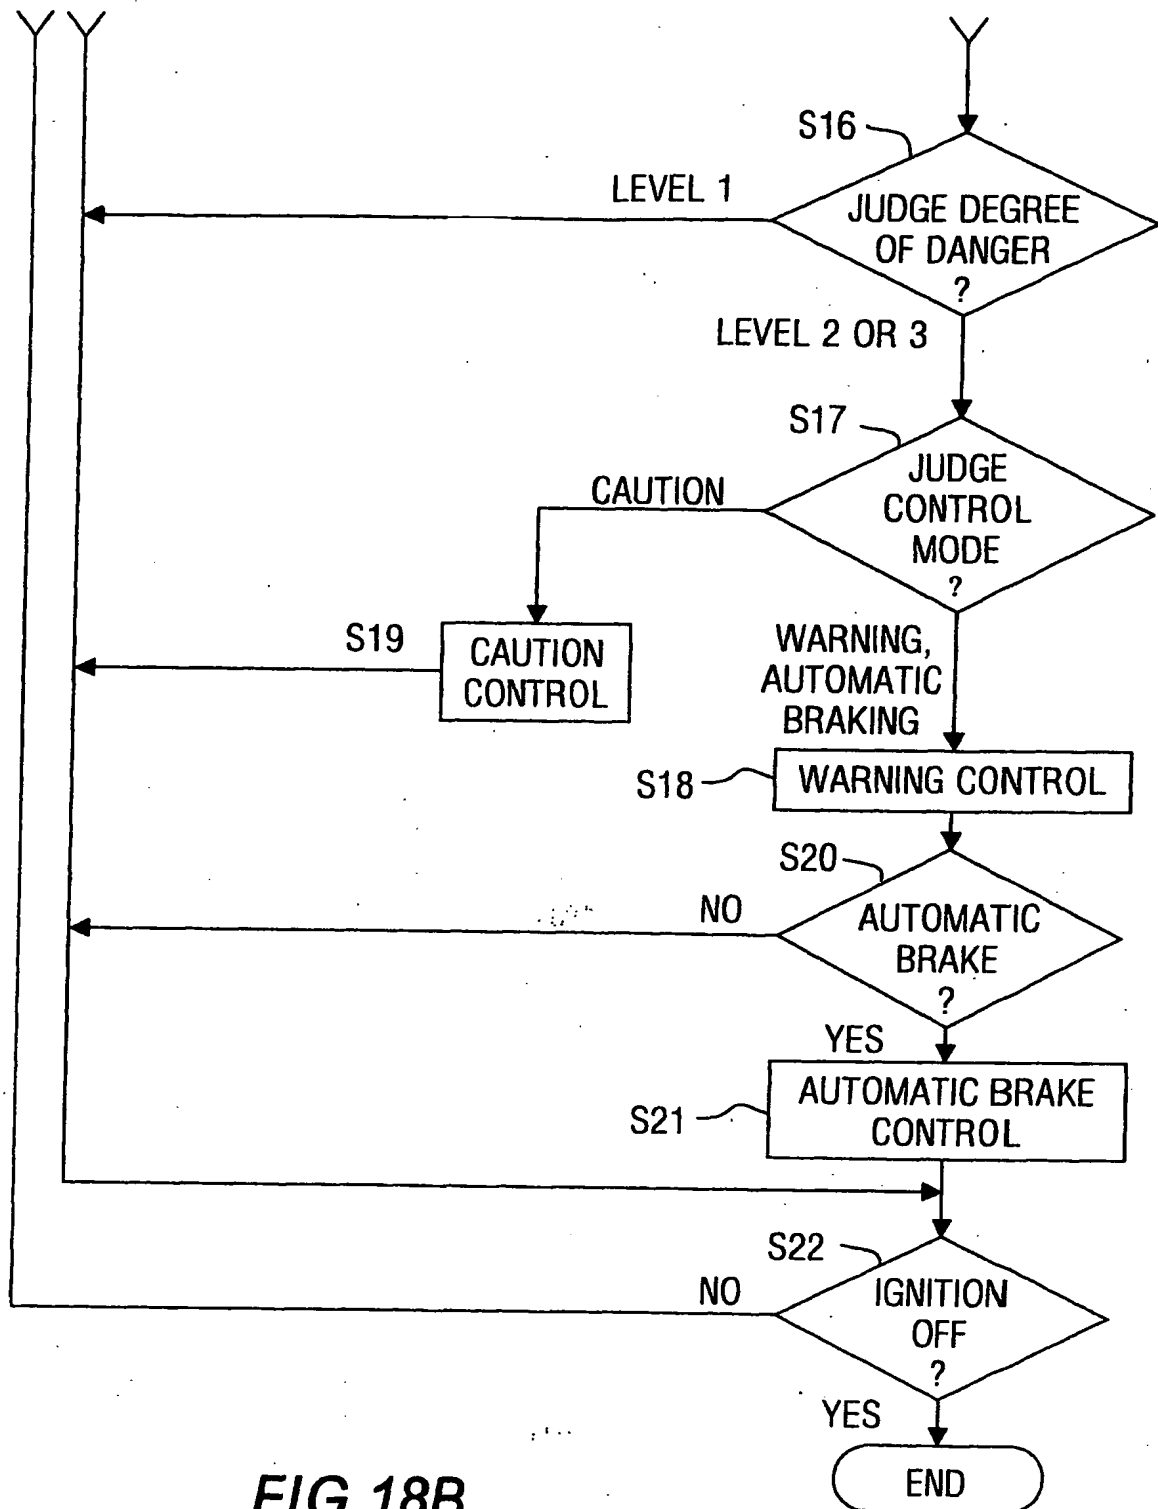 S16
LEVEL 1
JUDGE DEGREE
OF DANGER
?
LEVEL 2 OR 3
S17
CAUTION
JUDGE
CONTROL
MODE
?
S19
CAUTION
CONTROL
WARNING,
AUTOMATIC
BRAKING
S18
WARNING CONTROL
S20
NO
AUTOMATIC
BRAKE
?
YES
S21
AUTOMATIC BRAKE
CONTROL
S22
NO
IGNITION
OFF
?
YES
END
FIG 18B